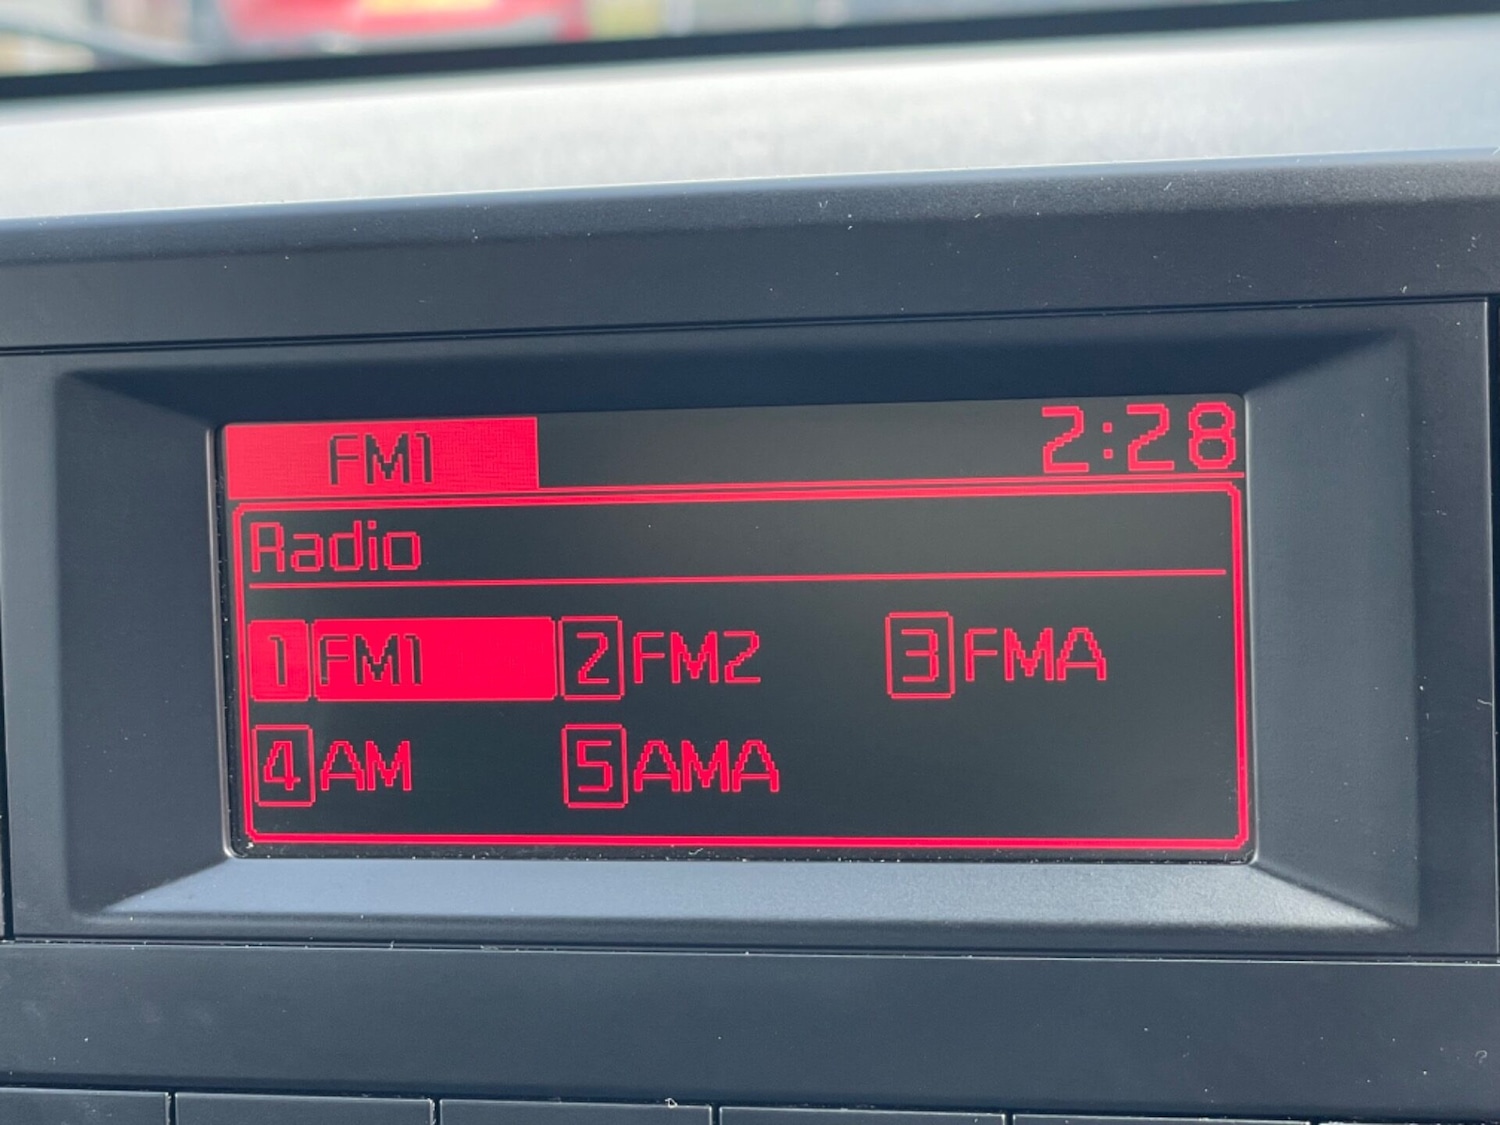 FM1 2:28
Radio
1 FM1 2 FM2 3 FMA
4 AM 5 AMA